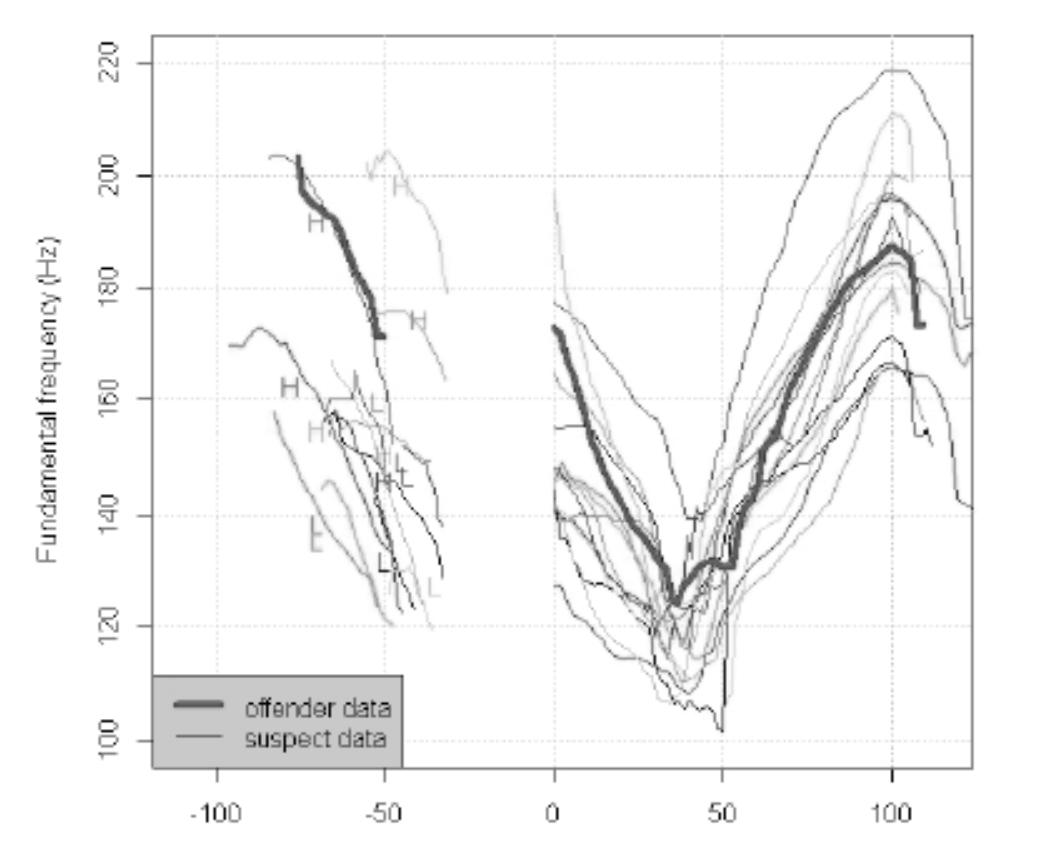 Fundamental frequency (Hz)
220
200
180
160
140
120
100
H
H
H
H
L
H
L
H
L
L
L
L
offender data
suspect data
-100
-50
0
50
100